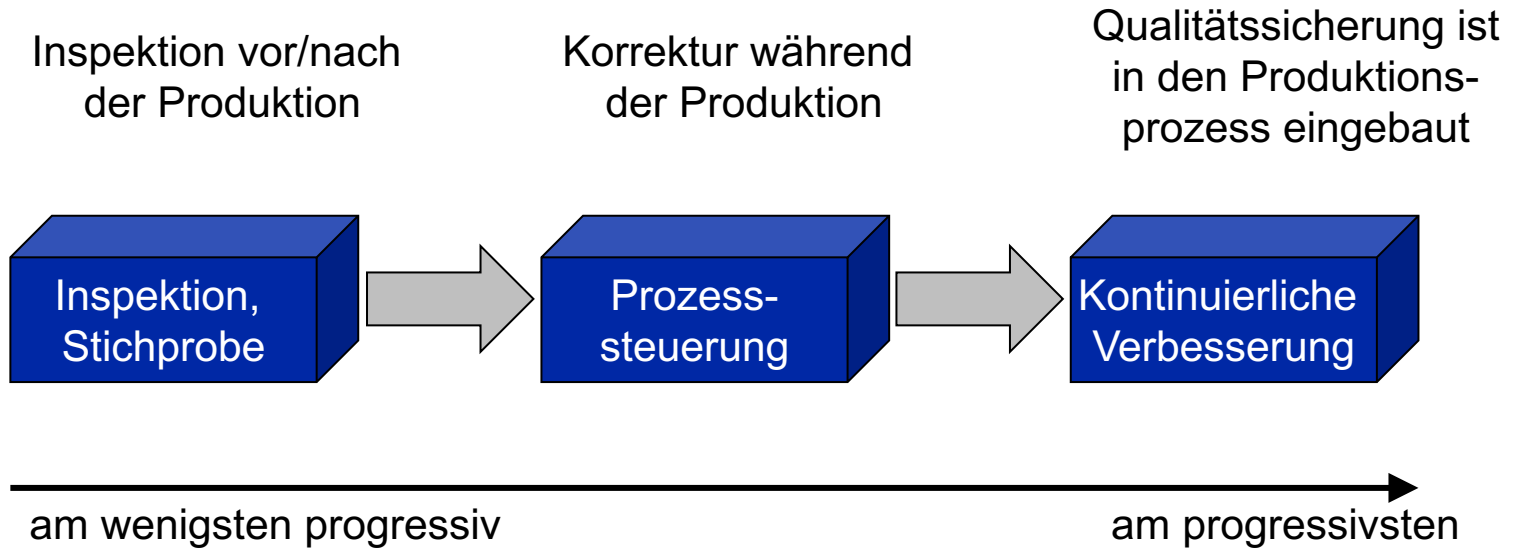 Inspektion vor/nach
der Produktion
Korrektur während
der Produktion
Qualitätssicherung ist
in den Produktions-
prozess eingebaut
Inspektion,
Stichprobe
Prozess-
steuerung
Kontinuierliche
Verbesserung
am wenigsten progressiv
am progressivsten